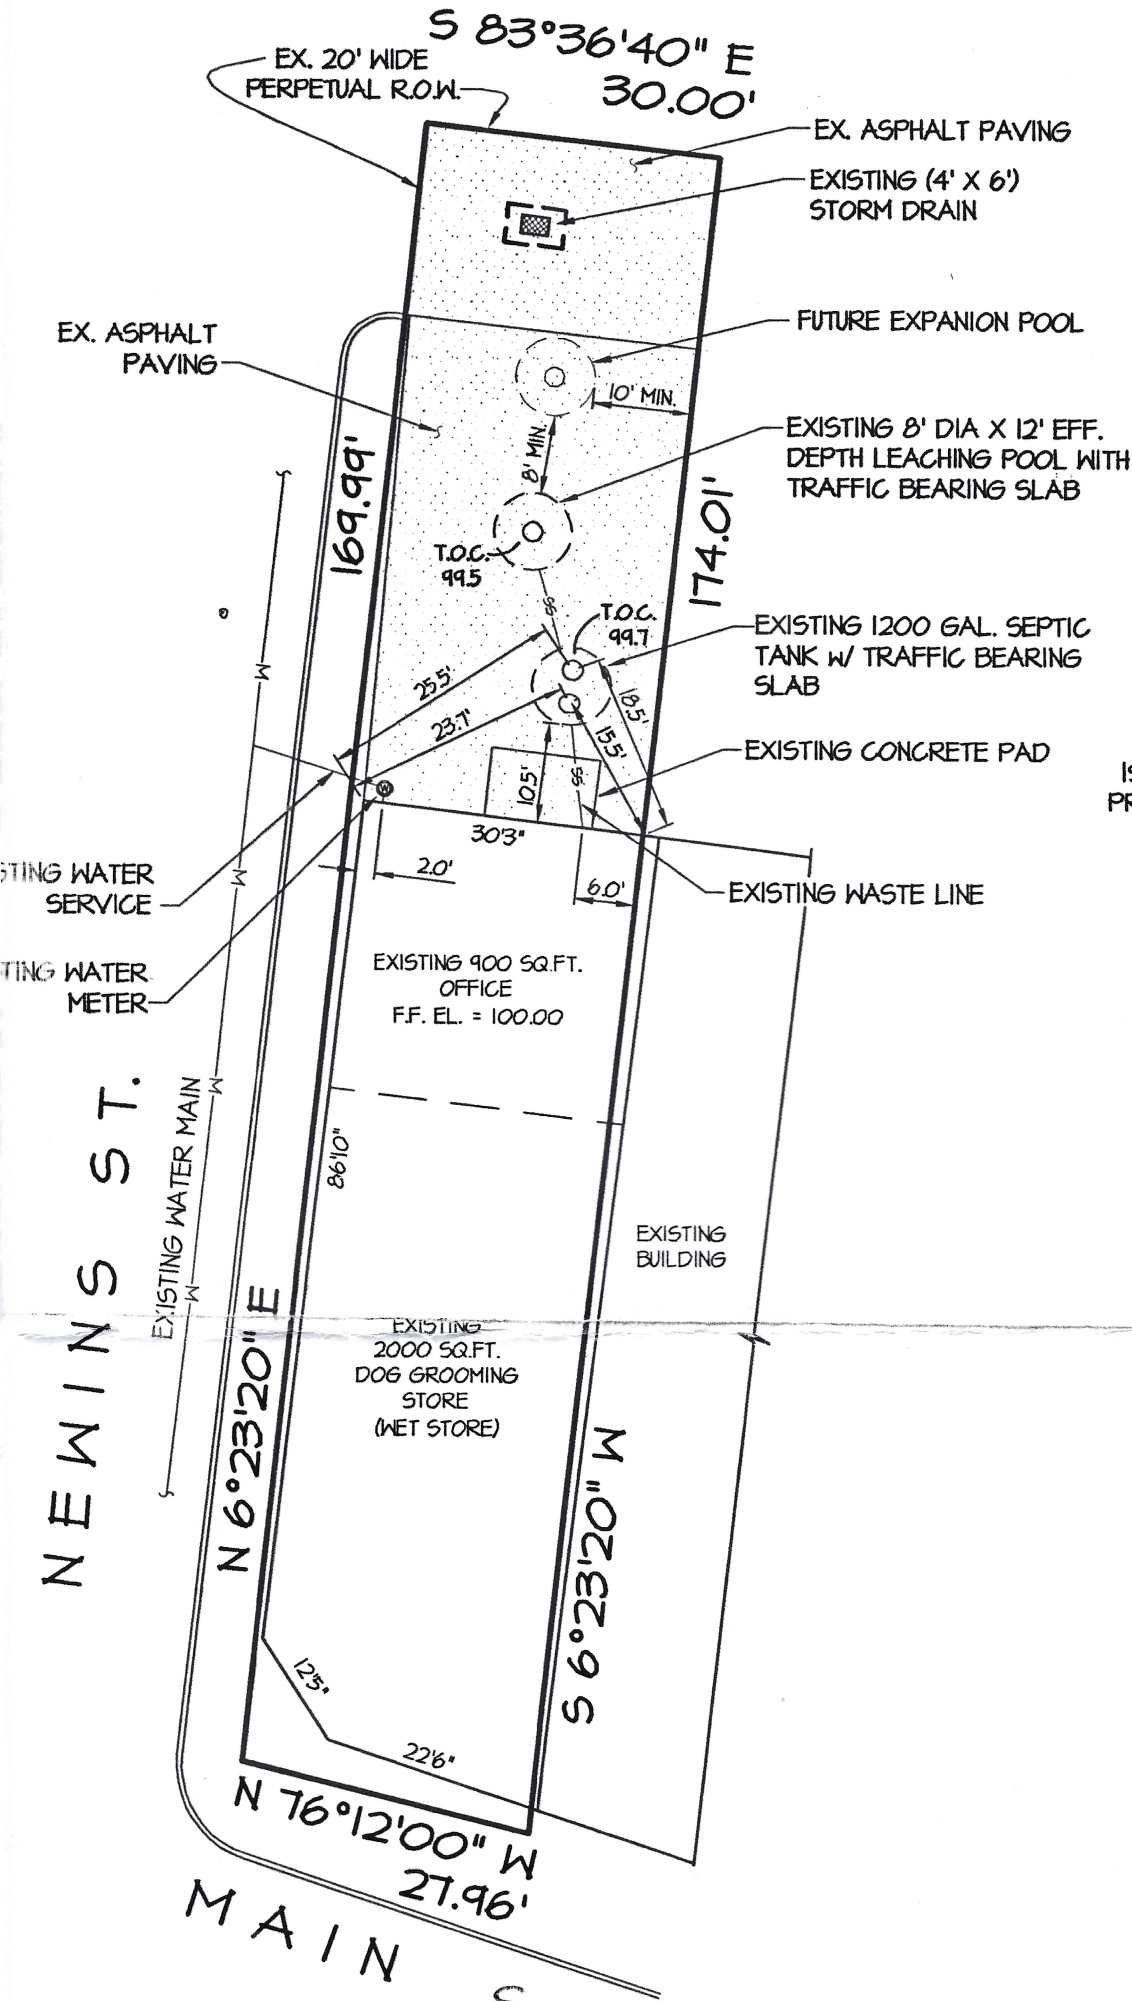 S 83°36'40" E
30.00'
EX. 20' WIDE
PERPETUAL R.O.W.
EX. ASPHALT PAVING
EXISTING (4' X 6')
STORM DRAIN
FUTURE EXPANION POOL
EX. ASPHALT
PAVING
10' MIN.
8' MIN.
EXISTING 8' DIA X 12' EFF.
DEPTH LEACHING POOL WITH
TRAFFIC BEARING SLAB
169.99'
174.01'
T.O.C.
99.5
SS
T.O.C.
99.7
EXISTING 1200 GAL. SEPTIC
TANK W/ TRAFFIC BEARING
SLAB
25.5'
23.7'
18.5'
15.5'
10.5'
SS
EXISTING CONCRETE PAD
W
30'3"
2.0'
6.0'
WATER
SERVICE
EXISTING WASTE LINE
WATER
METER
EXISTING 900 SQ.FT.
OFFICE
F.F. EL. = 100.00
M
M
M
M
EXISTING WATER MAIN
NEWINS ST.
86'10"
EXISTING
BUILDING
EXISTING
2000 SQ.FT.
DOG GROOMING
STORE
(WET STORE)
N 6°23'20" E
S 6°23'20" W
12'5"
22'6"
N 76°12'00" W
27.96'
MAIN